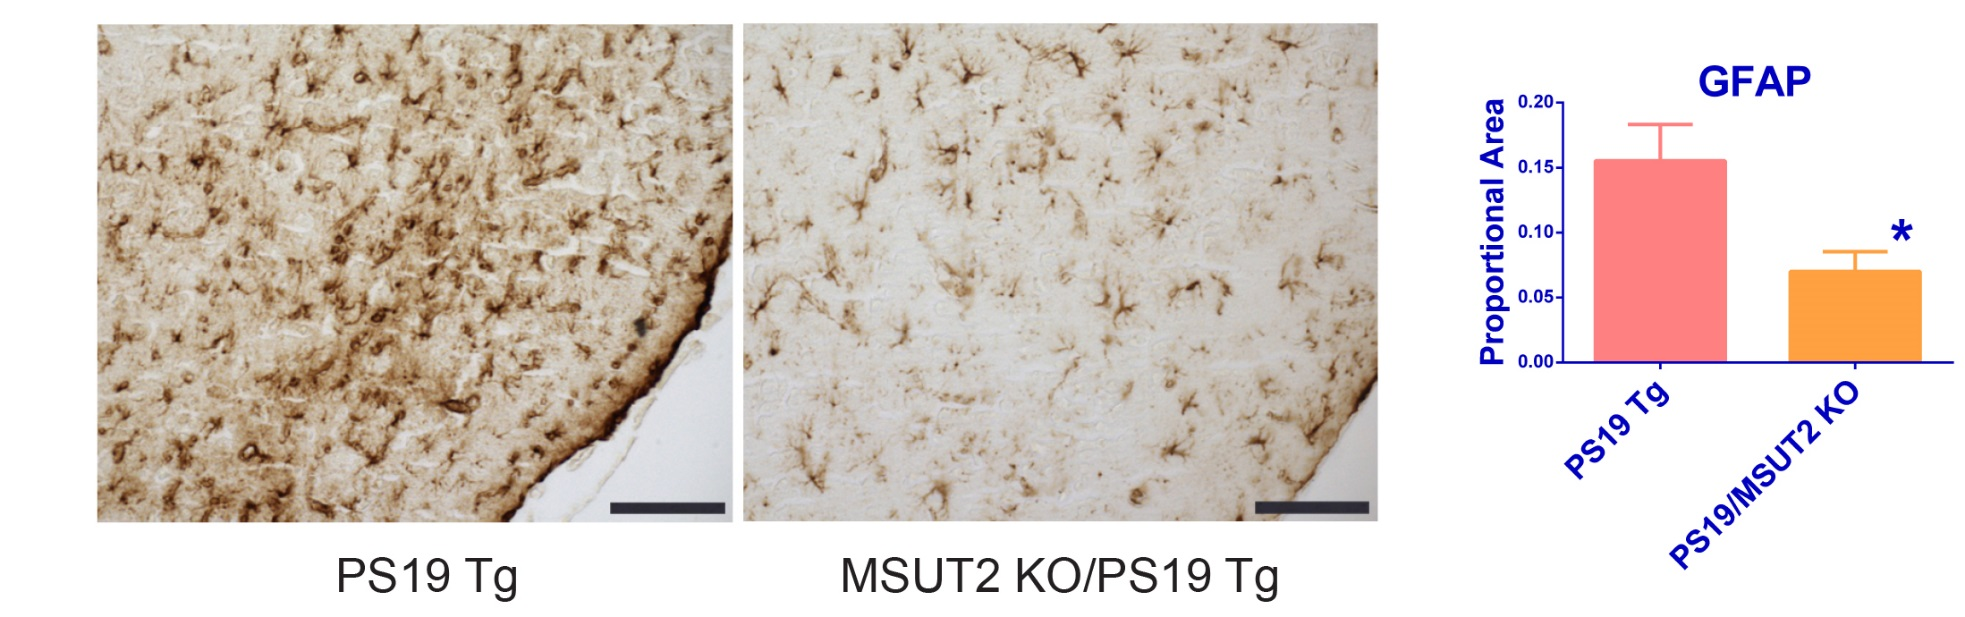 PS19 Tg
MSUT2 KO/PS19 Tg
GFAP
Proportional Area
0.20
0.15
0.10
0.05
0.00
*
PS19 Tg
PS19/MSUT2 KO